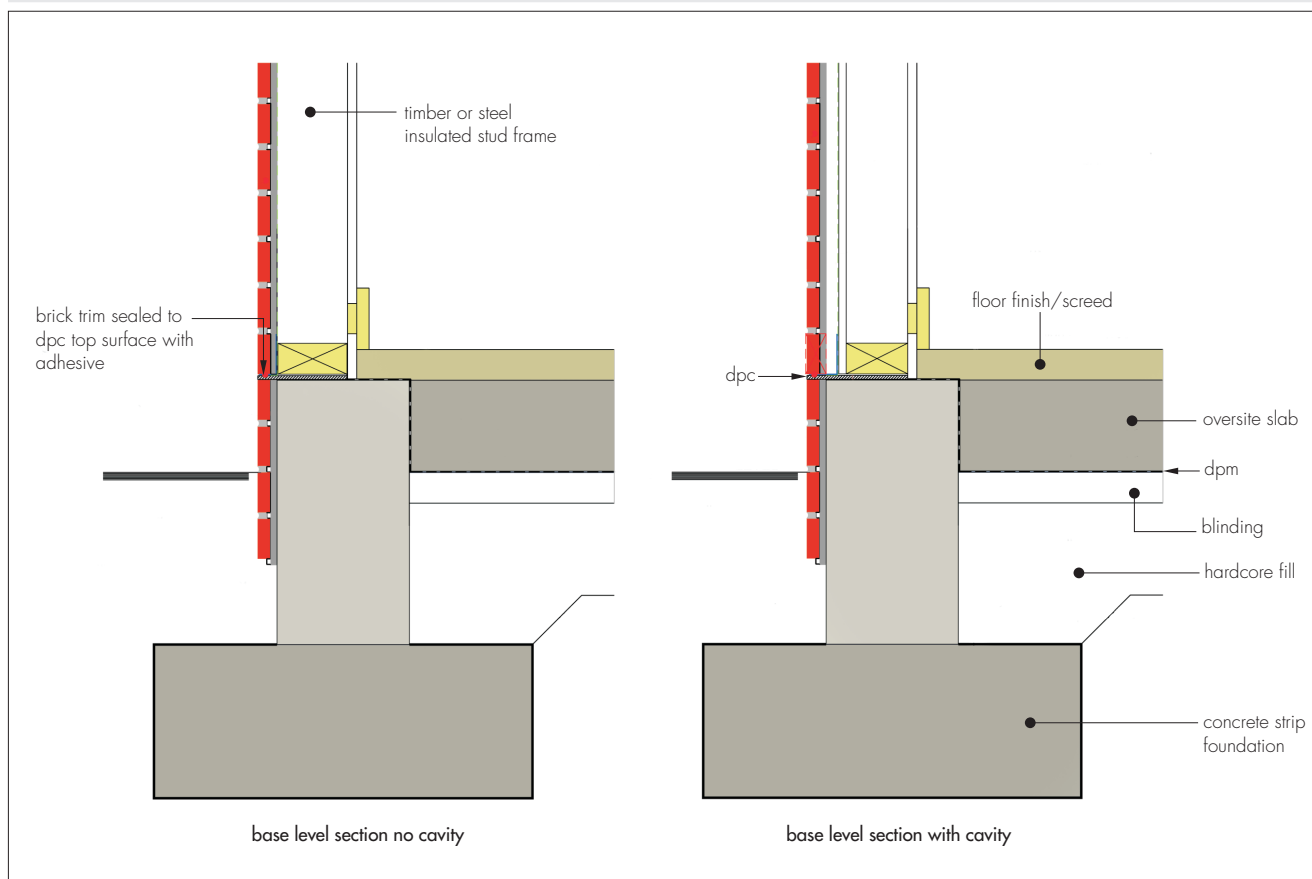 timber or steel
insulated stud frame
brick trim sealed to
dpc top surface with
adhesive
base level section no cavity
floor finish/screed
dpc
oversite slab
dpm
blinding
hardcore fill
concrete strip
foundation
base level section with cavity